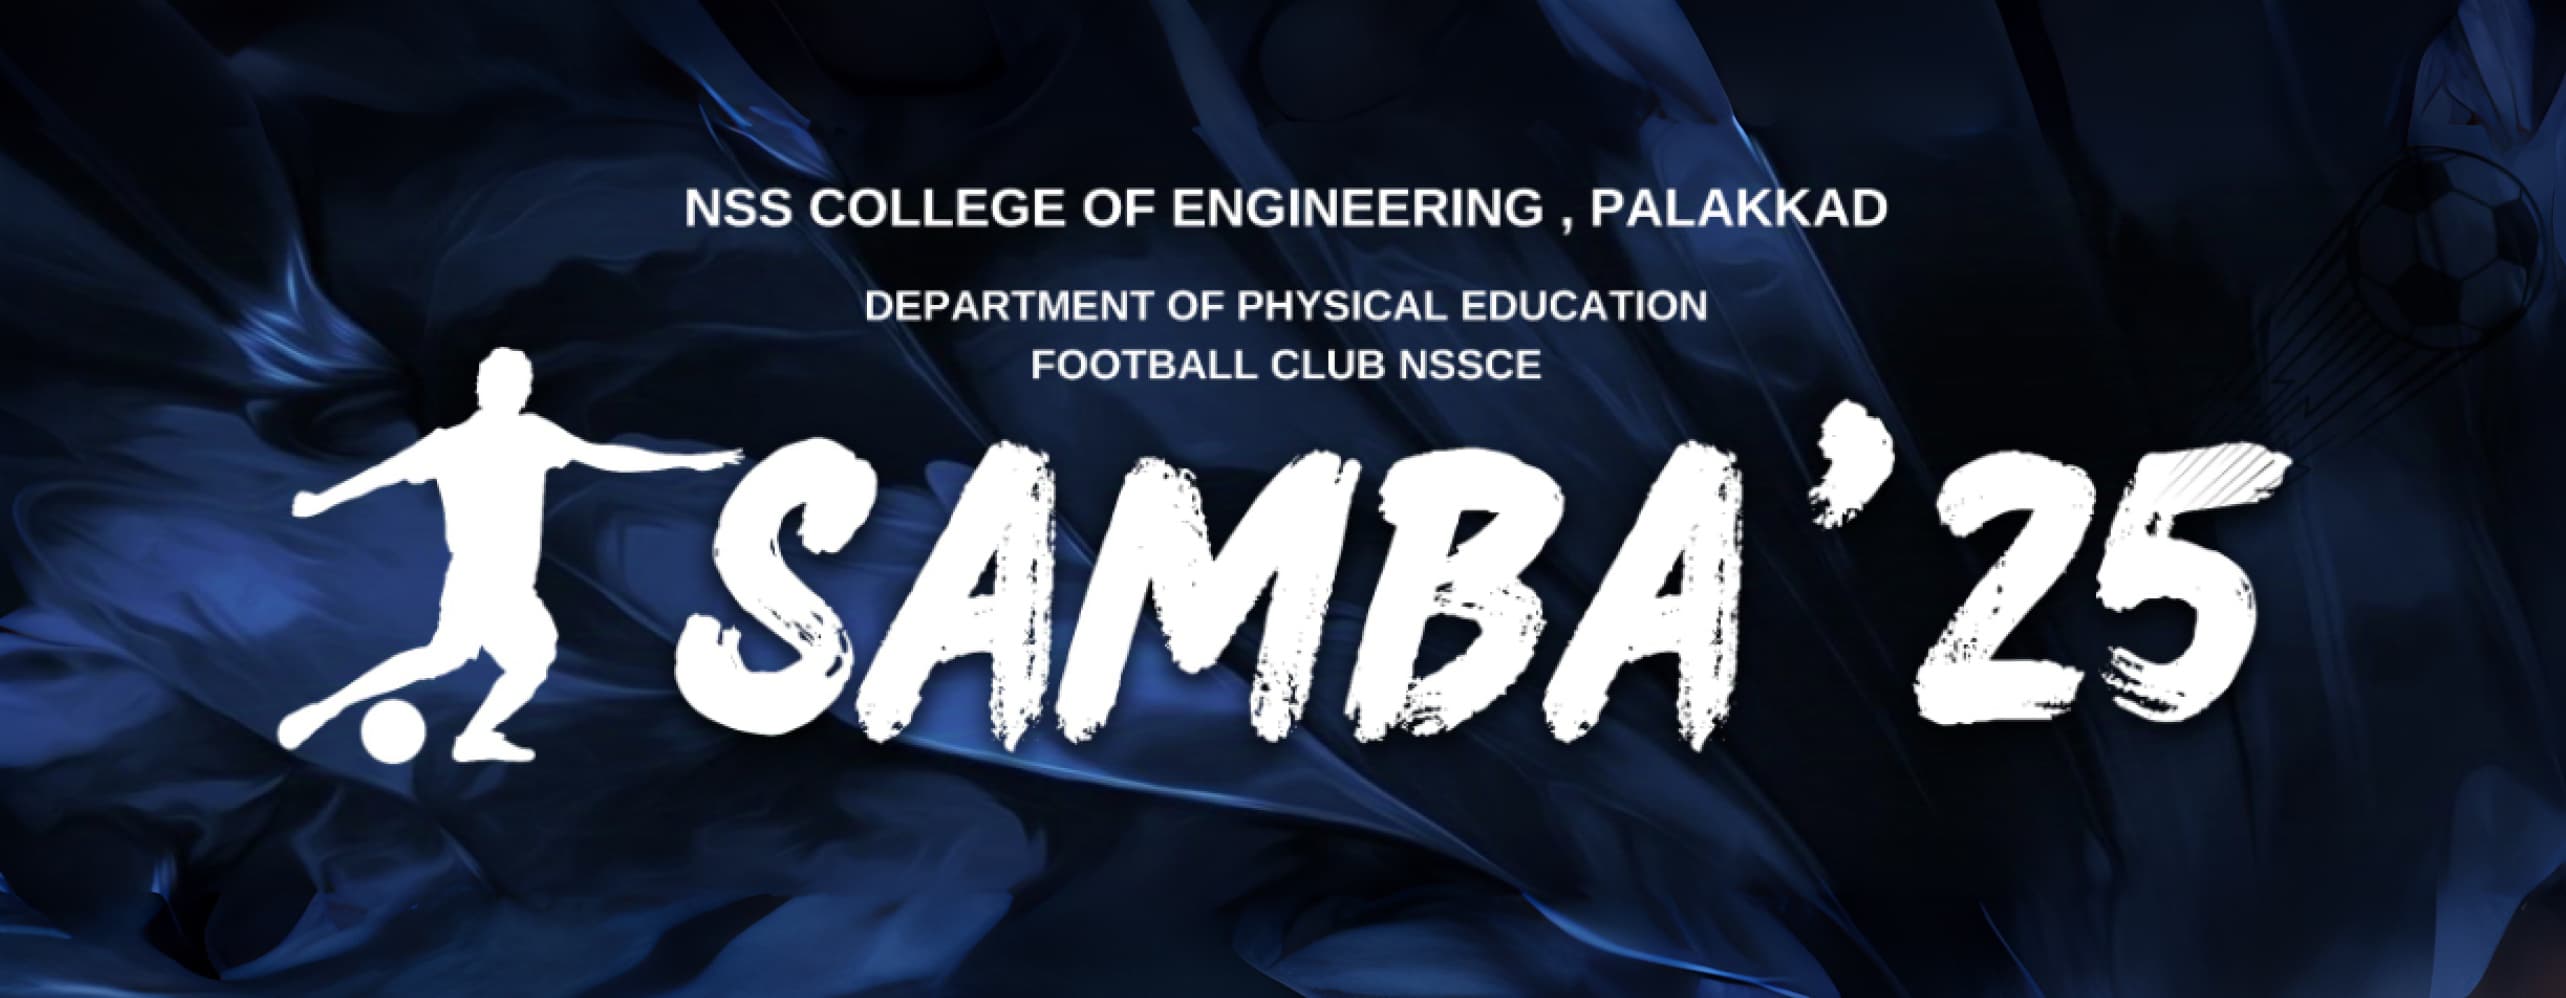 NSS COLLEGE OF ENGINEERING , PALAKKAD
DEPARTMENT OF PHYSICAL EDUCATION
FOOTBALL CLUB NSSCE
SAMBA'25